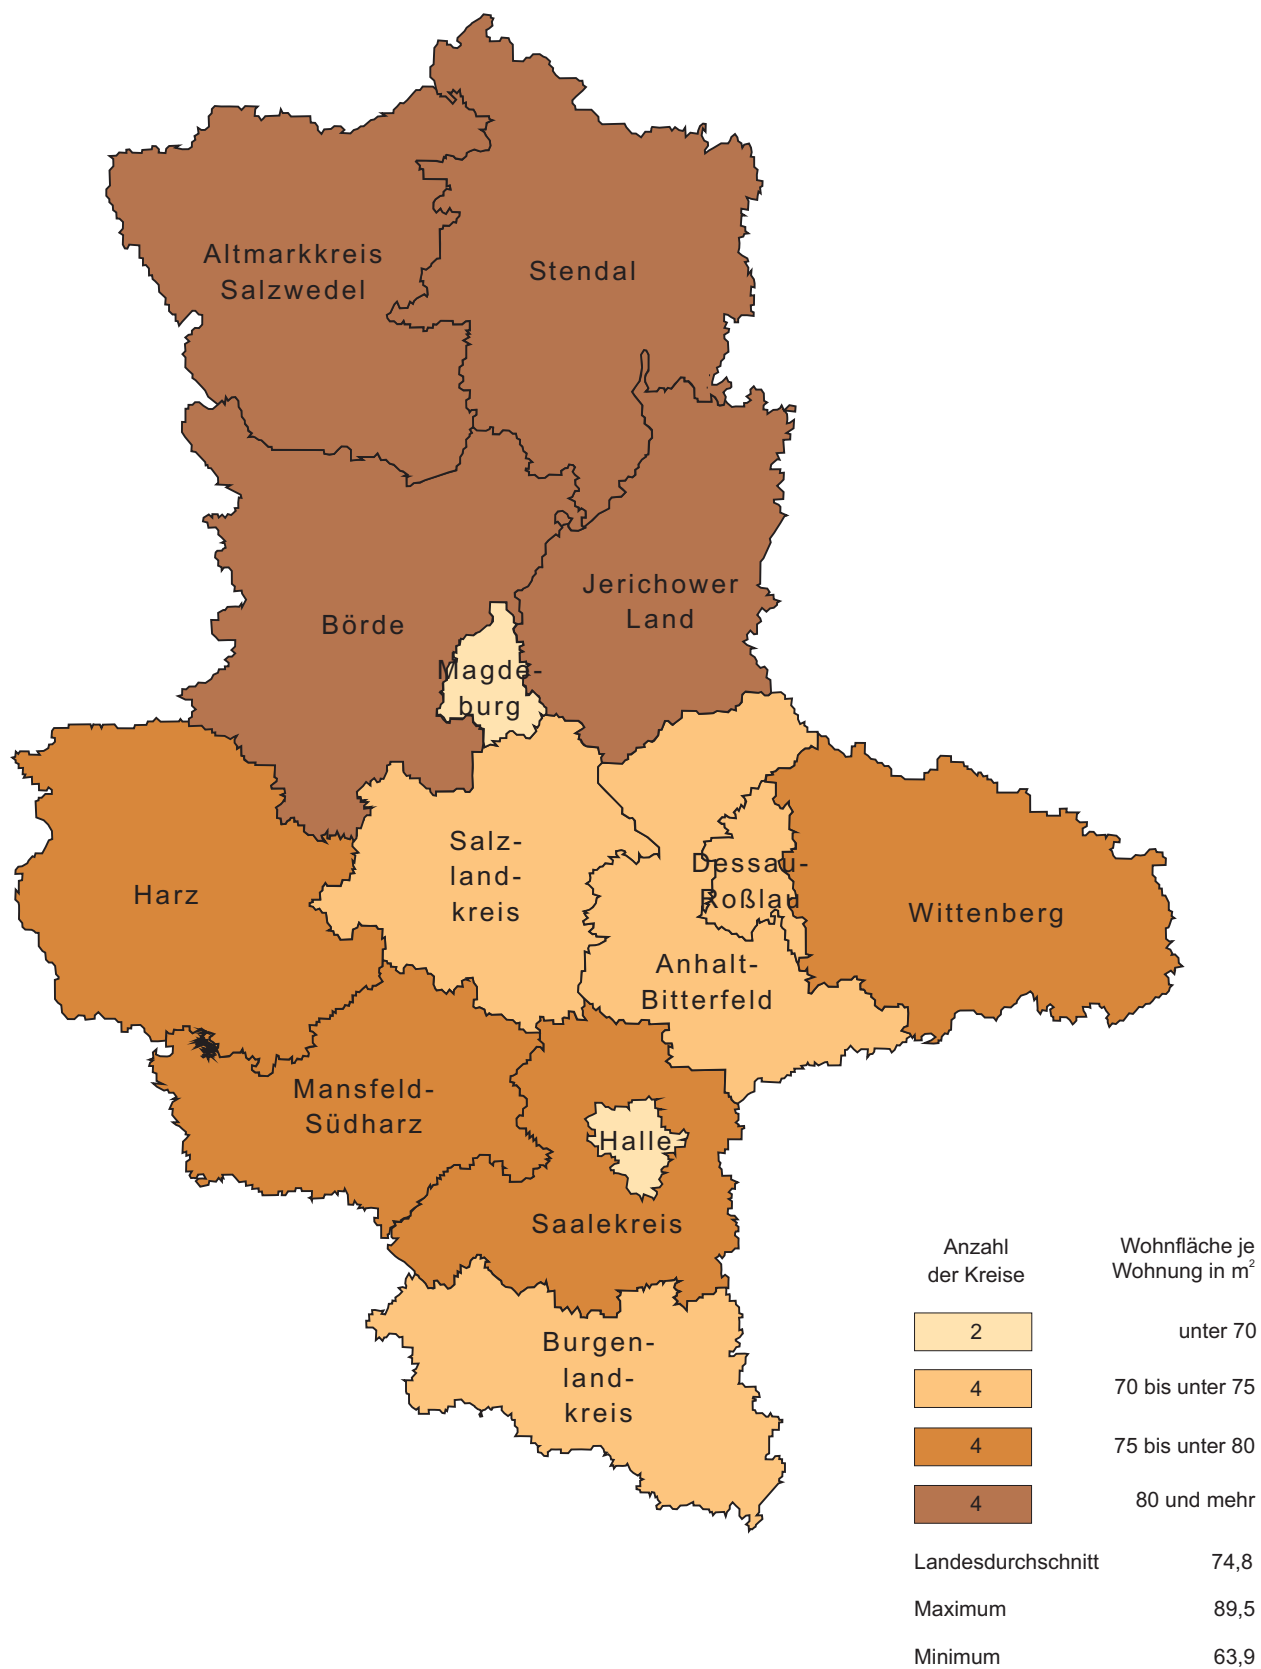 Altmarkkreis
Salzwedel
Stendal
Jerichower
Land
Börde
Magde-
burg
Salz-
land-
kreis
Dessau-
Roßlau
Harz
Wittenberg
Anhalt-
Bitterfeld
Mansfeld-
Südharz
Halle
Saalekreis
Burgen-
land-
kreis
Anzahl
der Kreise
Wohnfläche je
Wohnung in m²
2 unter 70
4 70 bis unter 75
4 75 bis unter 80
4 80 und mehr
Landesdurchschnitt 74,8
Maximum 89,5
Minimum 63,9